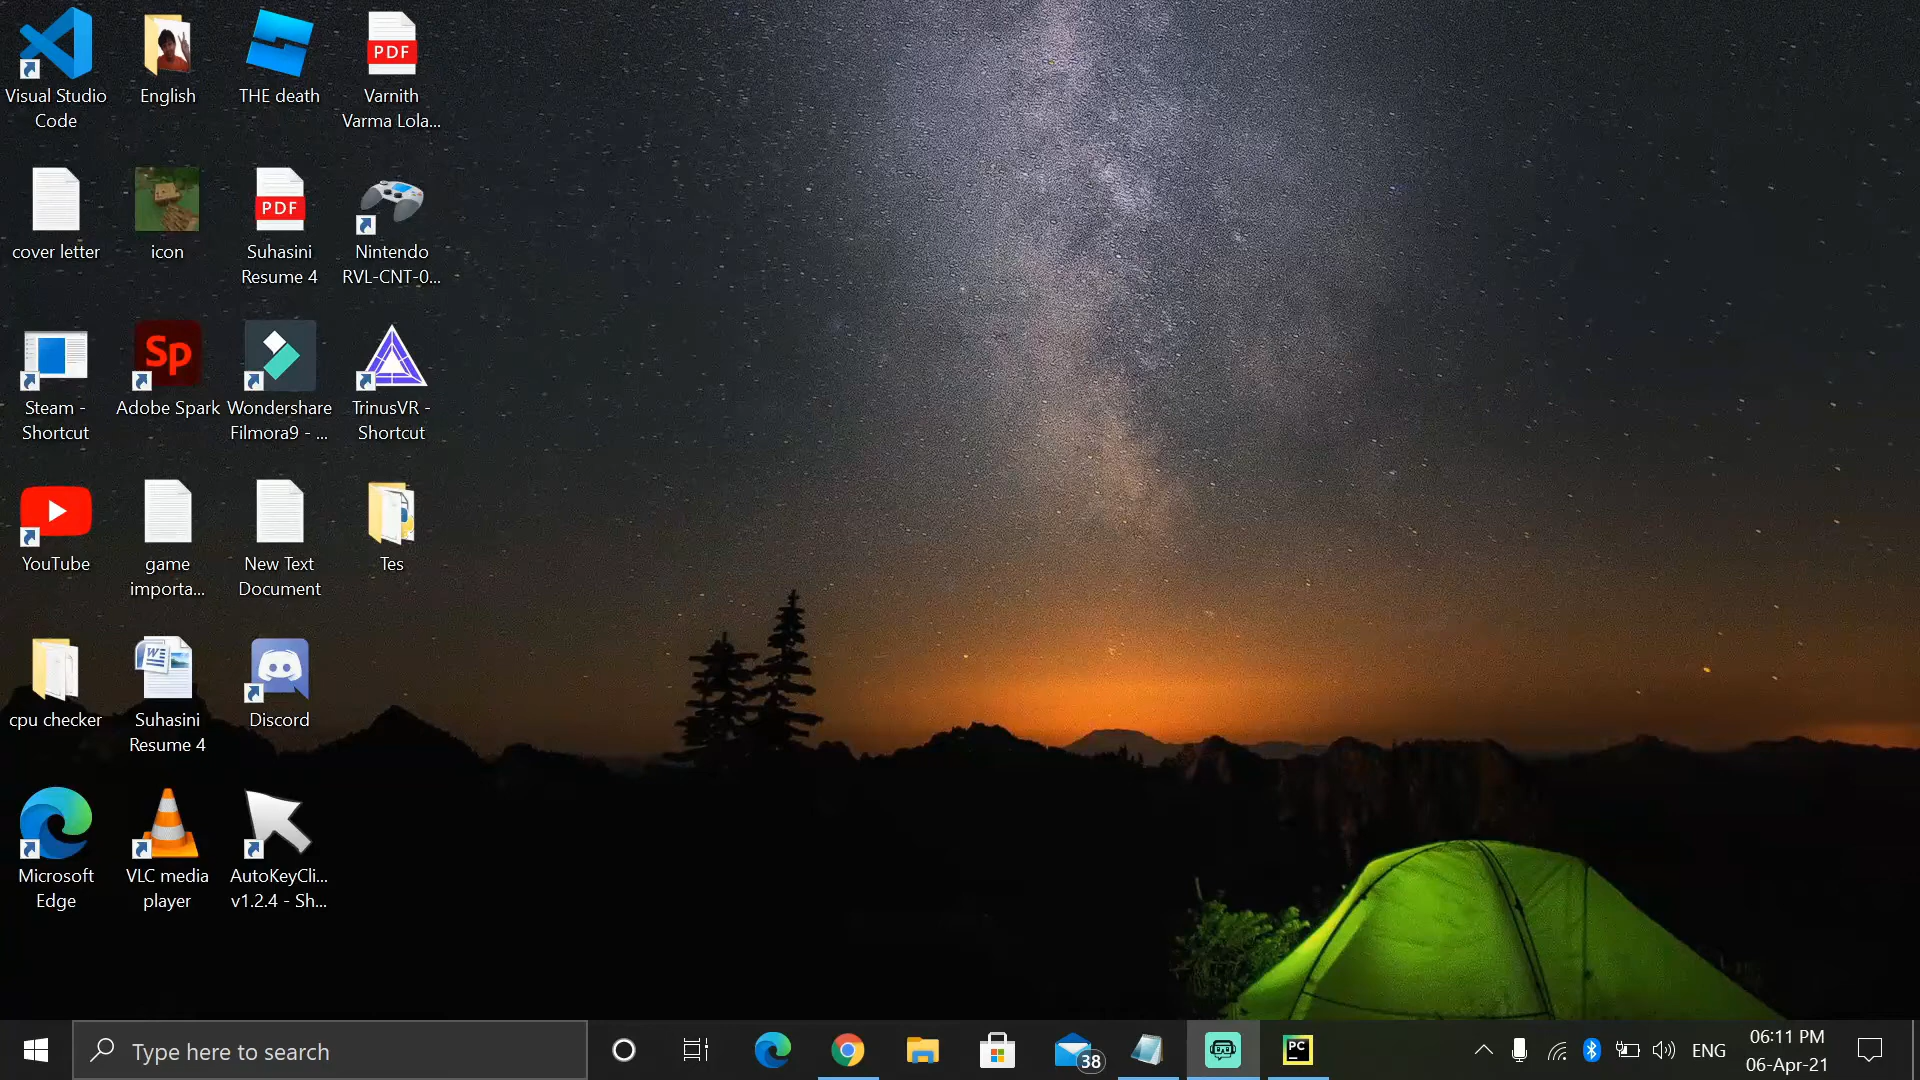 Visual Studio
Code
English
THE death
PDF
Varnith
Varma Lola...
cover letter
icon
PDF
Suhasini
Resume 4
Nintendo
RVL-CNT-0...
Steam -
Shortcut
Sp
Adobe Spark
Wondershare
Filmora9 - ...
TrinusVR -
Shortcut
YouTube
game
importa...
New Text
Document
Tes
cpu checker
W
Suhasini
Resume 4
Discord
Microsoft
Edge
VLC media
player
AutoKeyCli...
v1.2.4 - Sh...
Type here to search
38
PC
ENG
06:11 PM
06-Apr-21